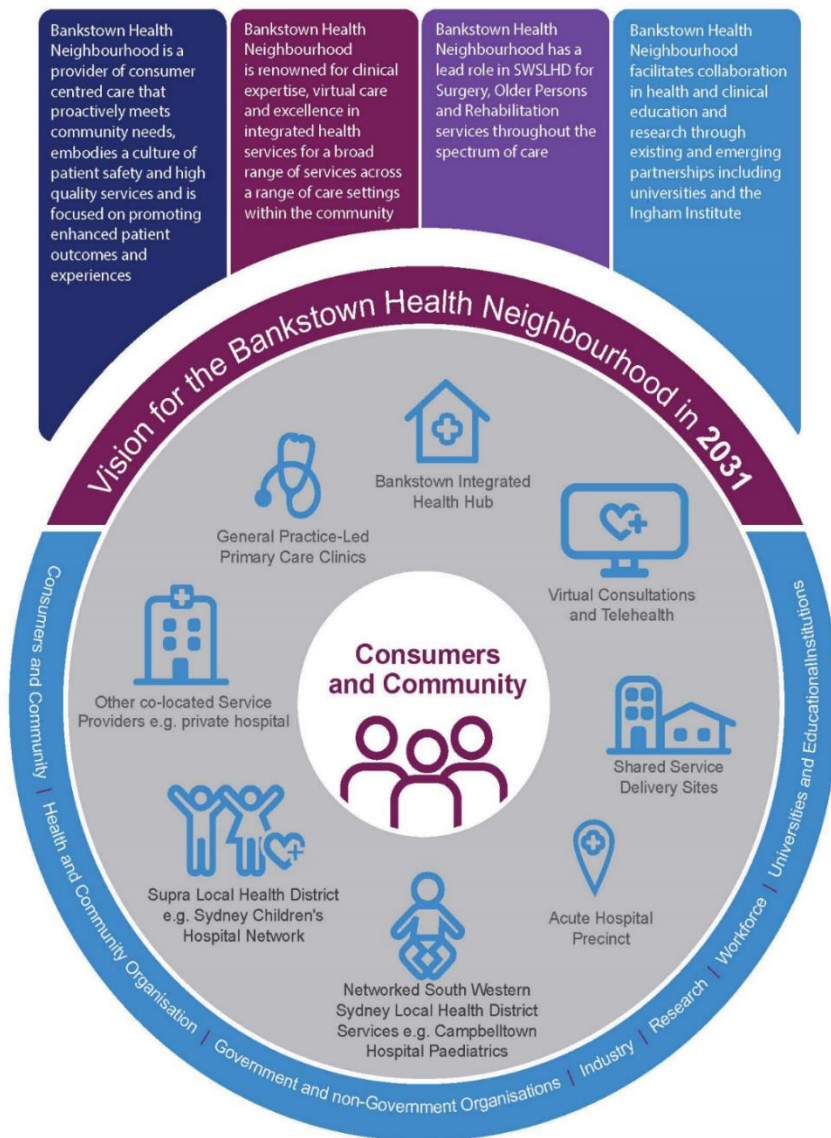 Bankstown Health
Neighbourhood is a
provider of consumer
centred care that
proactively meets
community needs,
embodies a culture of
patient safety and high
quality services and is
focused on promoting
enhanced patient
outcomes and
experiences
Bankstown Health
Neighbourhood
is renowned for clinical
expertise, virtual care
and excellence in
integrated health
services for a broad
range of services across
a range of care settings
within the community
Bankstown Health
Neighbourhood has a
lead role in SWSLHD for
Surgery, Older Persons
and Rehabilitation
services throughout the
spectrum of care
Bankstown Health
Neighbourhood
facilitates collaboration
in health and clinical
education and
research through
existing and emerging
partnerships including
universities and the
Ingham Institute
Vision for the Bankstown Health Neighbourhood in 2031
Bankstown Integrated
Health Hub
General Practice-Led
Primary Care Clinics
Virtual Consultations
and Telehealth
Other co-located Service
Providers e.g. private hospital
Consumers
and Community
Shared Service
Delivery Sites
Supra Local Health District
e.g. Sydney Children's
Hospital Network
Acute Hospital
Precinct
Networked South Western
Sydney Local Health District
Services e.g. Campbelltown
Hospital Paediatrics
Consumers and Community | Health and Community Organisation | Government and non-Government Organisations | Industry | Research | Workforce | Universities and EducationalInstitutions